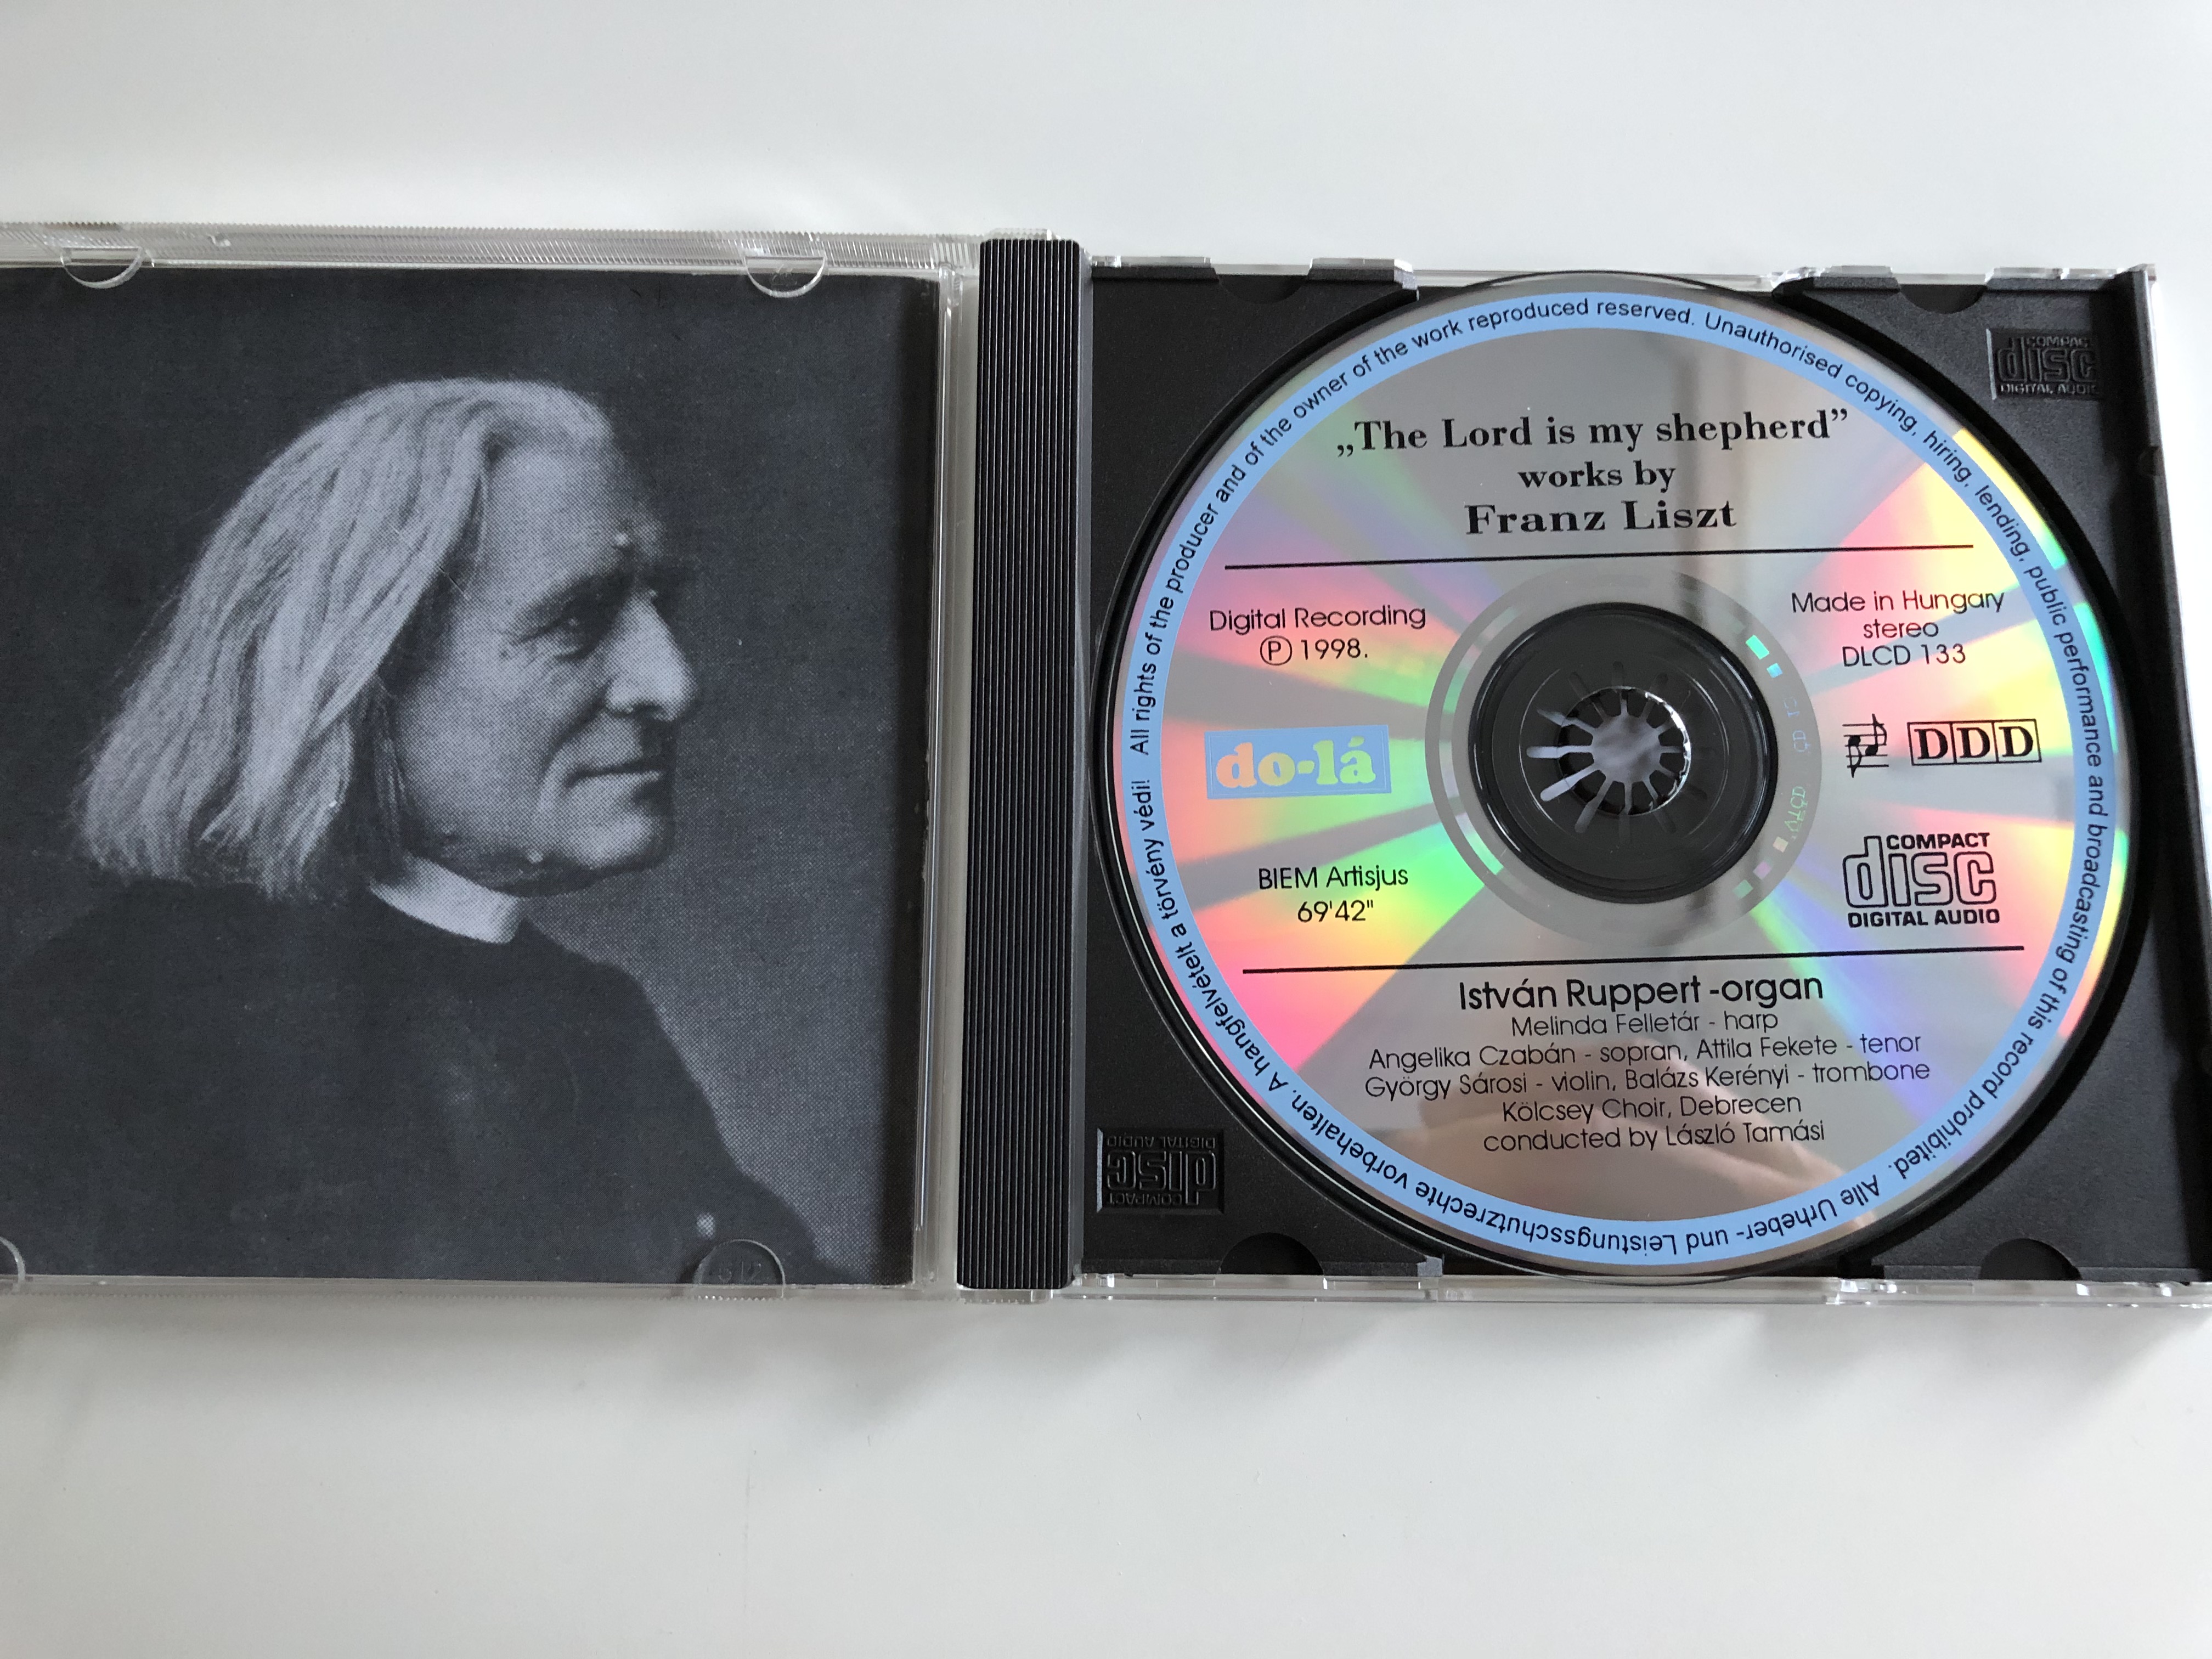 „The Lord is my shepherd”
works by
Franz Liszt
Digital Recording
Ⓟ 1998.
Made in Hungary
stereo
DLCD 133
do-lá
DDD
BIEM Artisjus
69'42"
COMPACT
disc
DIGITAL AUDIO
István Ruppert -organ
Melinda Felletár - harp
Angelika Czabán - sopran, Attila Fekete - tenor
György Sárosi - violin, Balázs Kerényi - trombone
Kölcsey Choir, Debrecen
conducted by László Tamási
All rights of the producer and of the owner of the work reproduced reserved. Unauthorised copying, hiring, lending, public performance and broadcasting of this record prohibited. Alle Urheber- und Leistungsschutzrechte vorbehalten. A hangfelvételt a törvény védi!
COMPACT
disc
DIGITAL AUDIO
COMPACT
disc
DIGITAL AUDIO